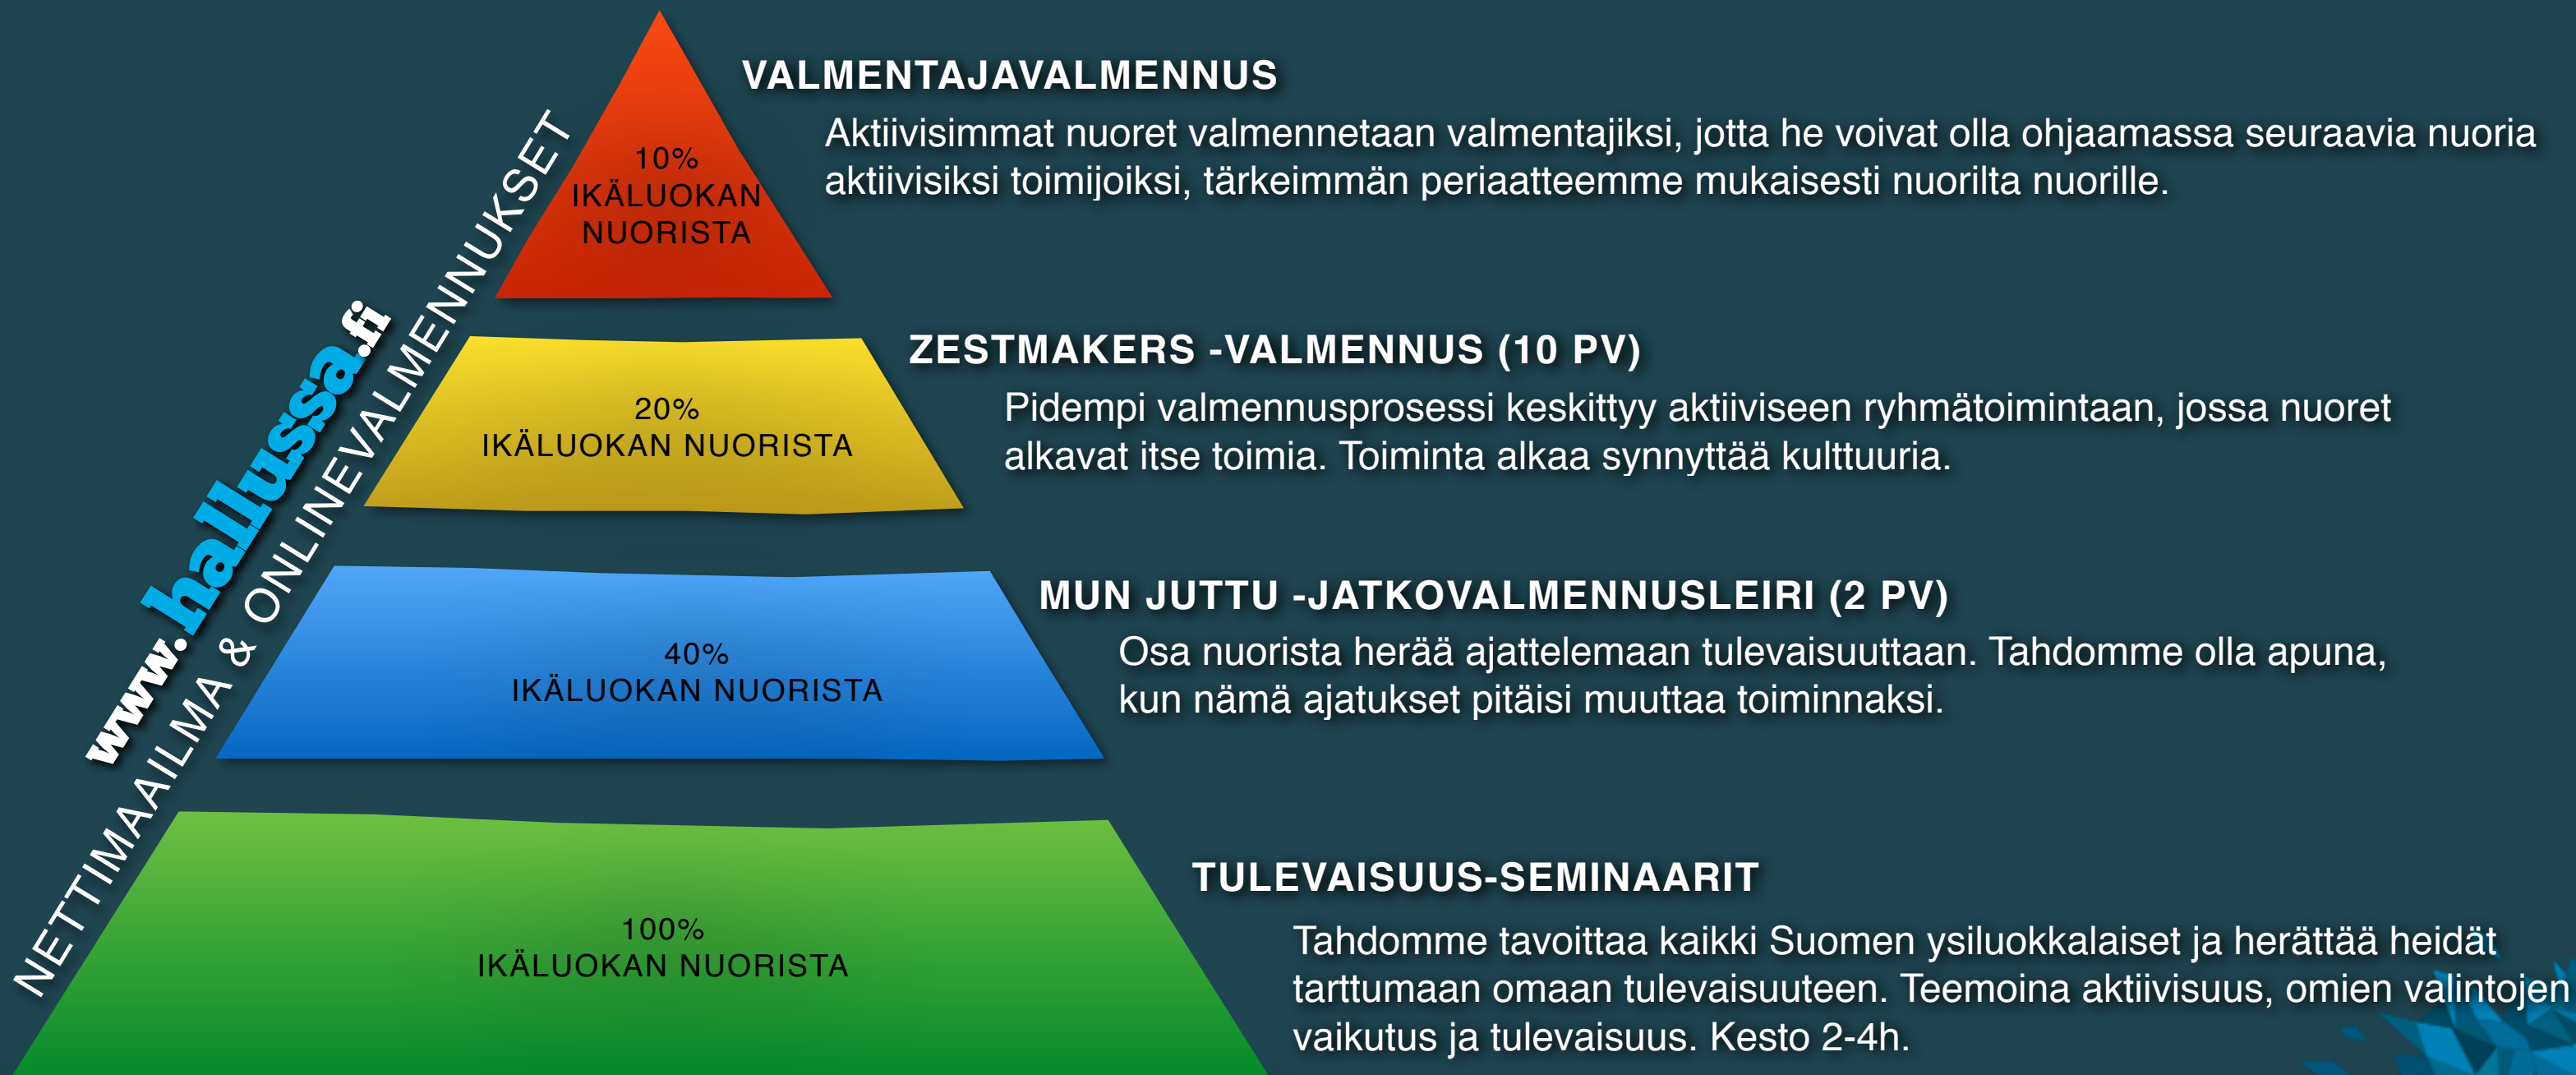 VALMENTAJAVALMENNUS
Aktiivisimmat nuoret valmennetaan valmentajiksi, jotta he voivat olla ohjaamassa seuraavia nuoria
aktiivisiksi toimijoiksi, tärkeimmän periaatteemme mukaisesti nuorilta nuorille.
10%
IKÄLUOKAN
NUORISTA
www.hallussa.fi
NETTIMAAILMA & ONLINEVALMENNUKSET
ZESTMAKERS -VALMENNUS (10 PV)
Pidempi valmennusprosessi keskittyy aktiiviseen ryhmätoimintaan, jossa nuoret
alkavat itse toimia. Toiminta alkaa synnyttää kulttuuria.
20%
IKÄLUOKAN NUORISTA
MUN JUTTU -JATKOVALMENNUSLEIRI (2 PV)
Osa nuorista herää ajattelemaan tulevaisuuttaan. Tahdomme olla apuna,
kun nämä ajatukset pitäisi muuttaa toiminnaksi.
40%
IKÄLUOKAN NUORISTA
TULEVAISUUS-SEMINAARIT
Tahdomme tavoittaa kaikki Suomen ysiluokkalaiset ja herättää heidät
tarttumaan omaan tulevaisuuteen. Teemoina aktiivisuus, omien valintojen
vaikutus ja tulevaisuus. Kesto 2-4h.
100%
IKÄLUOKAN NUORISTA